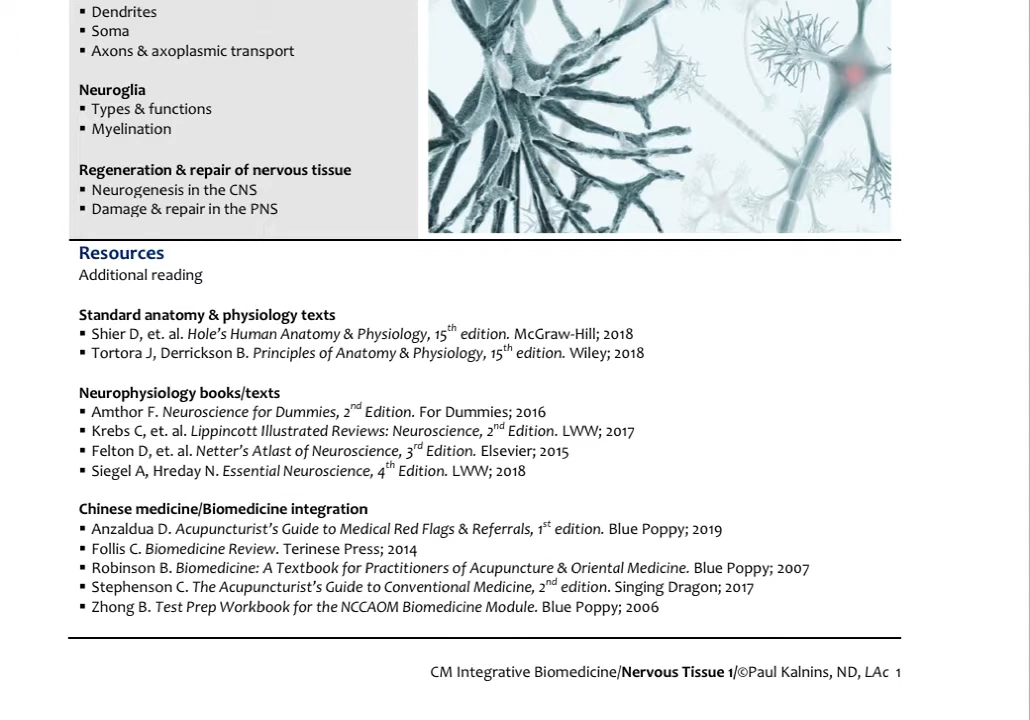 ▪ Dendrites
▪ Soma
▪ Axons & axoplasmic transport
Neuroglia
▪ Types & functions
▪ Myelination
Regeneration & repair of nervous tissue
▪ Neurogenesis in the CNS
▪ Damage & repair in the PNS
Resources
Additional reading
Standard anatomy & physiology texts
▪ Shier D, et. al. Hole's Human Anatomy & Physiology, 15th edition. McGraw-Hill; 2018
▪ Tortora J, Derrickson B. Principles of Anatomy & Physiology, 15th edition. Wiley; 2018
Neurophysiology books/texts
▪ Amthor F. Neuroscience for Dummies, 2nd Edition. For Dummies; 2016
▪ Krebs C, et. al. Lippincott Illustrated Reviews: Neuroscience, 2nd Edition. LWW; 2017
▪ Felton D, et. al. Netter's Atlast of Neuroscience, 3rd Edition. Elsevier; 2015
▪ Siegel A, Hreday N. Essential Neuroscience, 4th Edition. LWW; 2018
Chinese medicine/Biomedicine integration
▪ Anzaldua D. Acupuncturist's Guide to Medical Red Flags & Referrals, 1st edition. Blue Poppy; 2019
▪ Follis C. Biomedicine Review. Terinese Press; 2014
▪ Robinson B. Biomedicine: A Textbook for Practitioners of Acupuncture & Oriental Medicine. Blue Poppy; 2007
▪ Stephenson C. The Acupuncturist's Guide to Conventional Medicine, 2nd edition. Singing Dragon; 2017
▪ Zhong B. Test Prep Workbook for the NCCAOM Biomedicine Module. Blue Poppy; 2006
CM Integrative Biomedicine/Nervous Tissue 1/©Paul Kalnins, ND, LAc 1